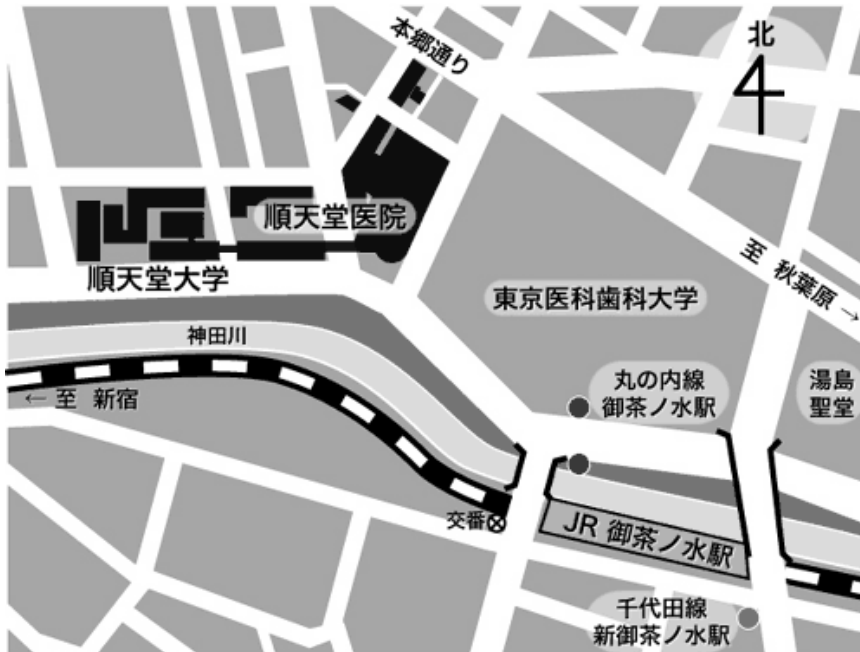 本郷通り
北
順天堂医院
順天堂大学
至 秋葉原 →
東京医科歯科大学
神田川
← 至 新宿
丸の内線
御茶ノ水駅
湯島
聖堂
交番
JR 御茶ノ水駅
千代田線
新御茶ノ水駅